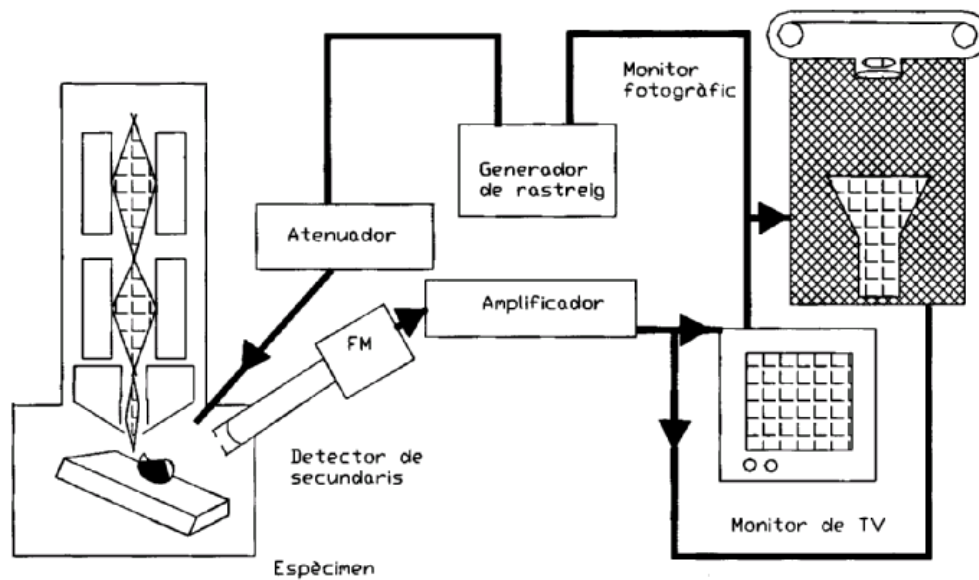 Monitor
fotogràfic
Generador
de rastreig
Atenuador
Amplificador
FM
Detector de
secundaris
Monitor de TV
Espècimen